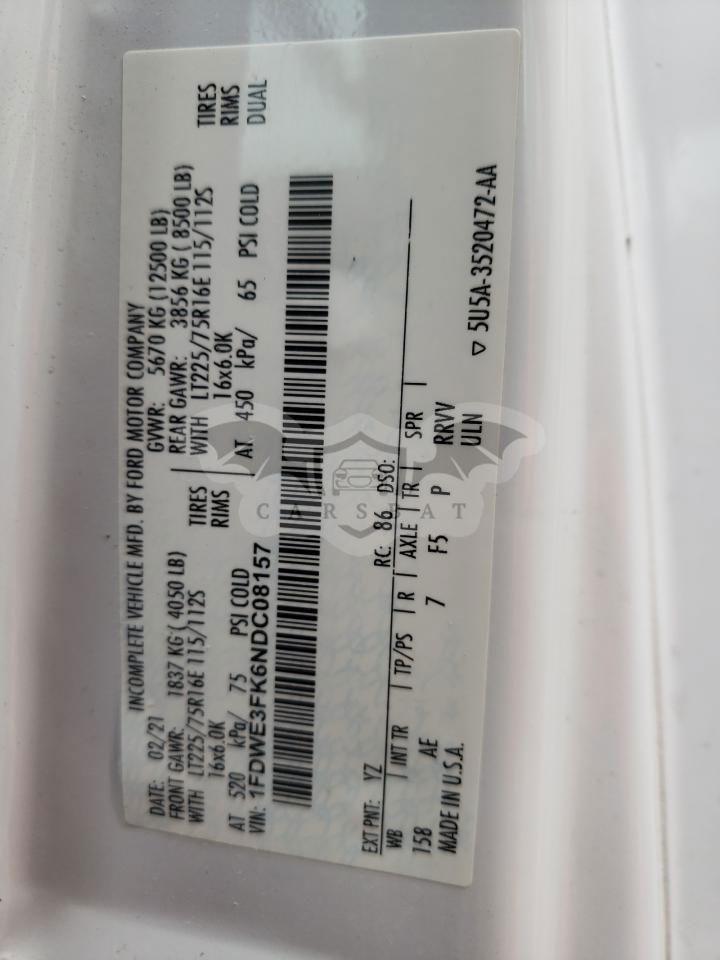 INCOMPLETE VEHICLE MFD. BY FORD MOTOR COMPANY
DATE: 02/21 GVWR: 5670 KG (12500 LB)
FRONT GAWR: 1837 KG (4050 LB) REAR GAWR: 3856 KG (8500 LB)
WITH LT225/75R16E 115/112S TIRES WITH LT225/75R16E 115/112S TIRES
16x6.0K RIMS 16x6.0K RIMS
AT 520 kPa/ 75 PSI COLD AT 450 kPa/ 65 PSI COLD DUAL
VIN: 1FDWE3FK6NDC08157
EXT PNT: YZ RC: 86 DSO:
WB INT TR TP/PS R AXLE TR SPR
158 AE 7 F5 P RRVV
MADE IN U.S.A. ULN
▽ 5U5A-3520472-AA
CARSBAT